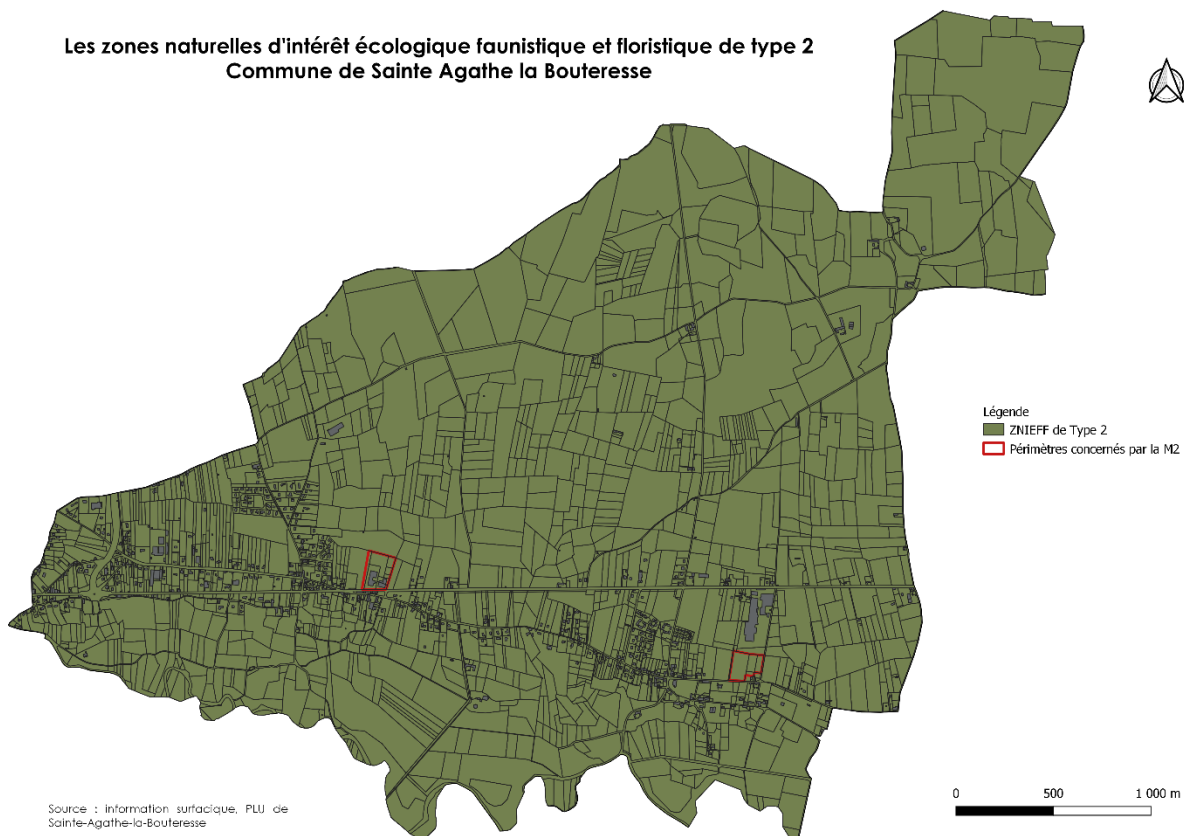 Les zones naturelles d'intérêt écologique faunistique et floristique de type 2
Commune de Sainte Agathe la Bouteresse
Légende
ZNIEFF de Type 2
Périmètres concernés par la M2
0 500 1 000 m
Source : information surfacique, PLU de
Sainte-Agathe-la-Bouteresse